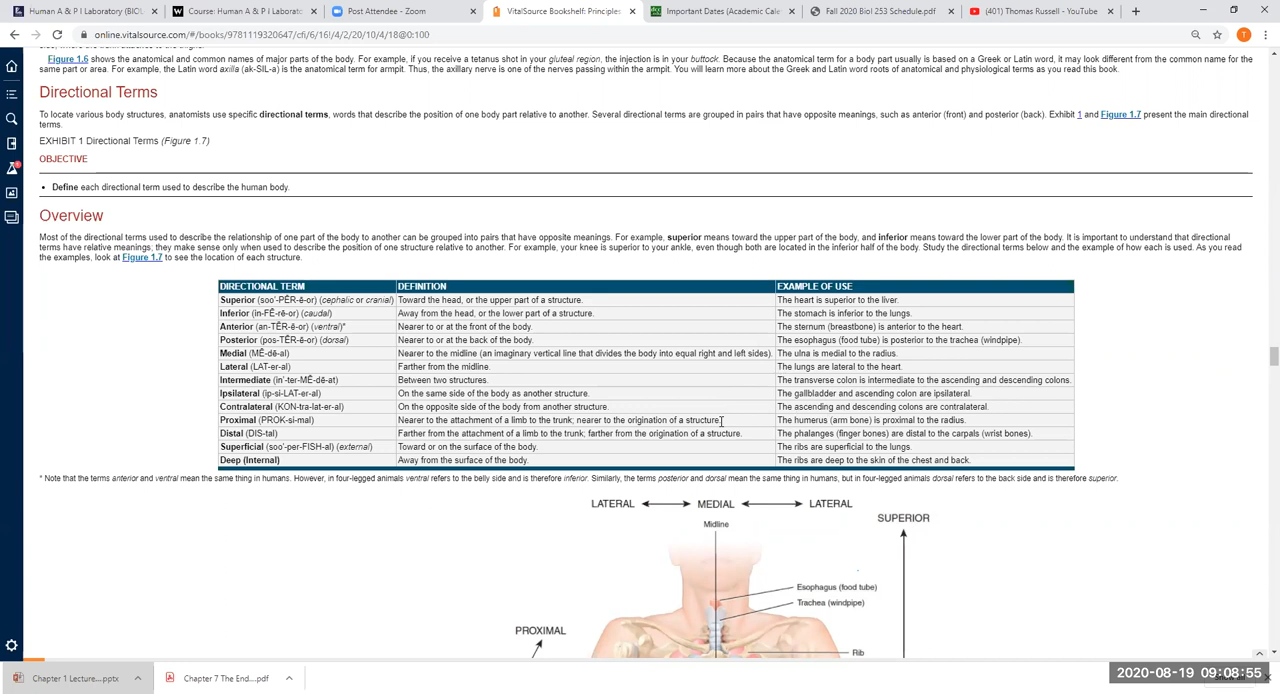 Human A & P I Laboratory (BIOL
Course: Human A & P I Laborato
Post Attendee - Zoom
VitalSource Bookshelf: Principles
Important Dates (Academic Cale
Fall 2020 Biol 253 Schedule.pdf
(401) Thomas Russell - YouTube
online.vitalsource.com/#/books/9781119320647/cfi/6/16!/4/2/20/10/4/18@0:100
T
Figure 1.6 shows the anatomical and common names of major parts of the body. For example, if you receive a tetanus shot in your gluteal region, the injection is in your buttock. Because the anatomical term for a body part usually is based on a Greek or Latin word, it may look different from the common name for the
same part or area. For example, the Latin word axilla (ak-SIL-a) is the anatomical term for armpit. Thus, the axillary nerve is one of the nerves passing within the armpit. You will learn more about the Greek and Latin word roots of anatomical and physiological terms as you read this book.
Directional Terms
To locate various body structures, anatomists use specific directional terms, words that describe the position of one body part relative to another. Several directional terms are grouped in pairs that have opposite meanings, such as anterior (front) and posterior (back). Exhibit 1 and Figure 1.7 present the main directional
terms.
EXHIBIT 1 Directional Terms (Figure 1.7)
OBJECTIVE
• Define each directional term used to describe the human body.
Overview
Most of the directional terms used to describe the relationship of one part of the body to another can be grouped into pairs that have opposite meanings. For example, superior means toward the upper part of the body, and inferior means toward the lower part of the body. It is important to understand that directional
terms have relative meanings; they make sense only when used to describe the position of one structure relative to another. For example, your knee is superior to your ankle, even though both are located in the inferior half of the body. Study the directional terms below and the example of how each is used. As you read
the examples, look at Figure 1.7 to see the location of each structure.
DIRECTIONAL TERM DEFINITION EXAMPLE OF USE
Superior (soo'-PĒR-ē-or) (cephalic or cranial) Toward the head, or the upper part of a structure. The heart is superior to the liver.
Inferior (in-FĒ-rē-or) (caudal) Away from the head, or the lower part of a structure. The stomach is inferior to the lungs.
Anterior (an-TĒR-ē-or) (ventral)* Nearer to or at the front of the body. The sternum (breastbone) is anterior to the heart.
Posterior (pos-TĒR-ē-or) (dorsal) Nearer to or at the back of the body. The esophagus (food tube) is posterior to the trachea (windpipe).
Medial (MĒ-dē-al) Nearer to the midline (an imaginary vertical line that divides the body into equal right and left sides). The ulna is medial to the radius.
Lateral (LAT-er-al) Farther from the midline. The lungs are lateral to the heart.
Intermediate (in'-ter-MĒ-dē-at) Between two structures. The transverse colon is intermediate to the ascending and descending colons.
Ipsilateral (ip-si-LAT-er-al) On the same side of the body as another structure. The gallbladder and ascending colon are ipsilateral.
Contralateral (KON-tra-lat-er-al) On the opposite side of the body from another structure. The ascending and descending colons are contralateral.
Proximal (PROK-si-mal) Nearer to the attachment of a limb to the trunk; nearer to the origination of a structure. The humerus (arm bone) is proximal to the radius.
Distal (DIS-tal) Farther from the attachment of a limb to the trunk; farther from the origination of a structure. The phalanges (finger bones) are distal to the carpals (wrist bones).
Superficial (soo'-per-FISH-al) (external) Toward or on the surface of the body. The ribs are superficial to the lungs.
Deep (Internal) Away from the surface of the body. The ribs are deep to the skin of the chest and back.
* Note that the terms anterior and ventral mean the same thing in humans. However, in four-legged animals ventral refers to the belly side and is therefore inferior. Similarly, the terms posterior and dorsal mean the same thing in humans, but in four-legged animals dorsal refers to the back side and is therefore superior.
LATERAL MEDIAL LATERAL
SUPERIOR
Midline
Esophagus (food tube)
Trachea (windpipe)
PROXIMAL
Rib
Chapter 1 Lecture....pptx
Chapter 7 The End....pdf
2020-08-19 09:08:55